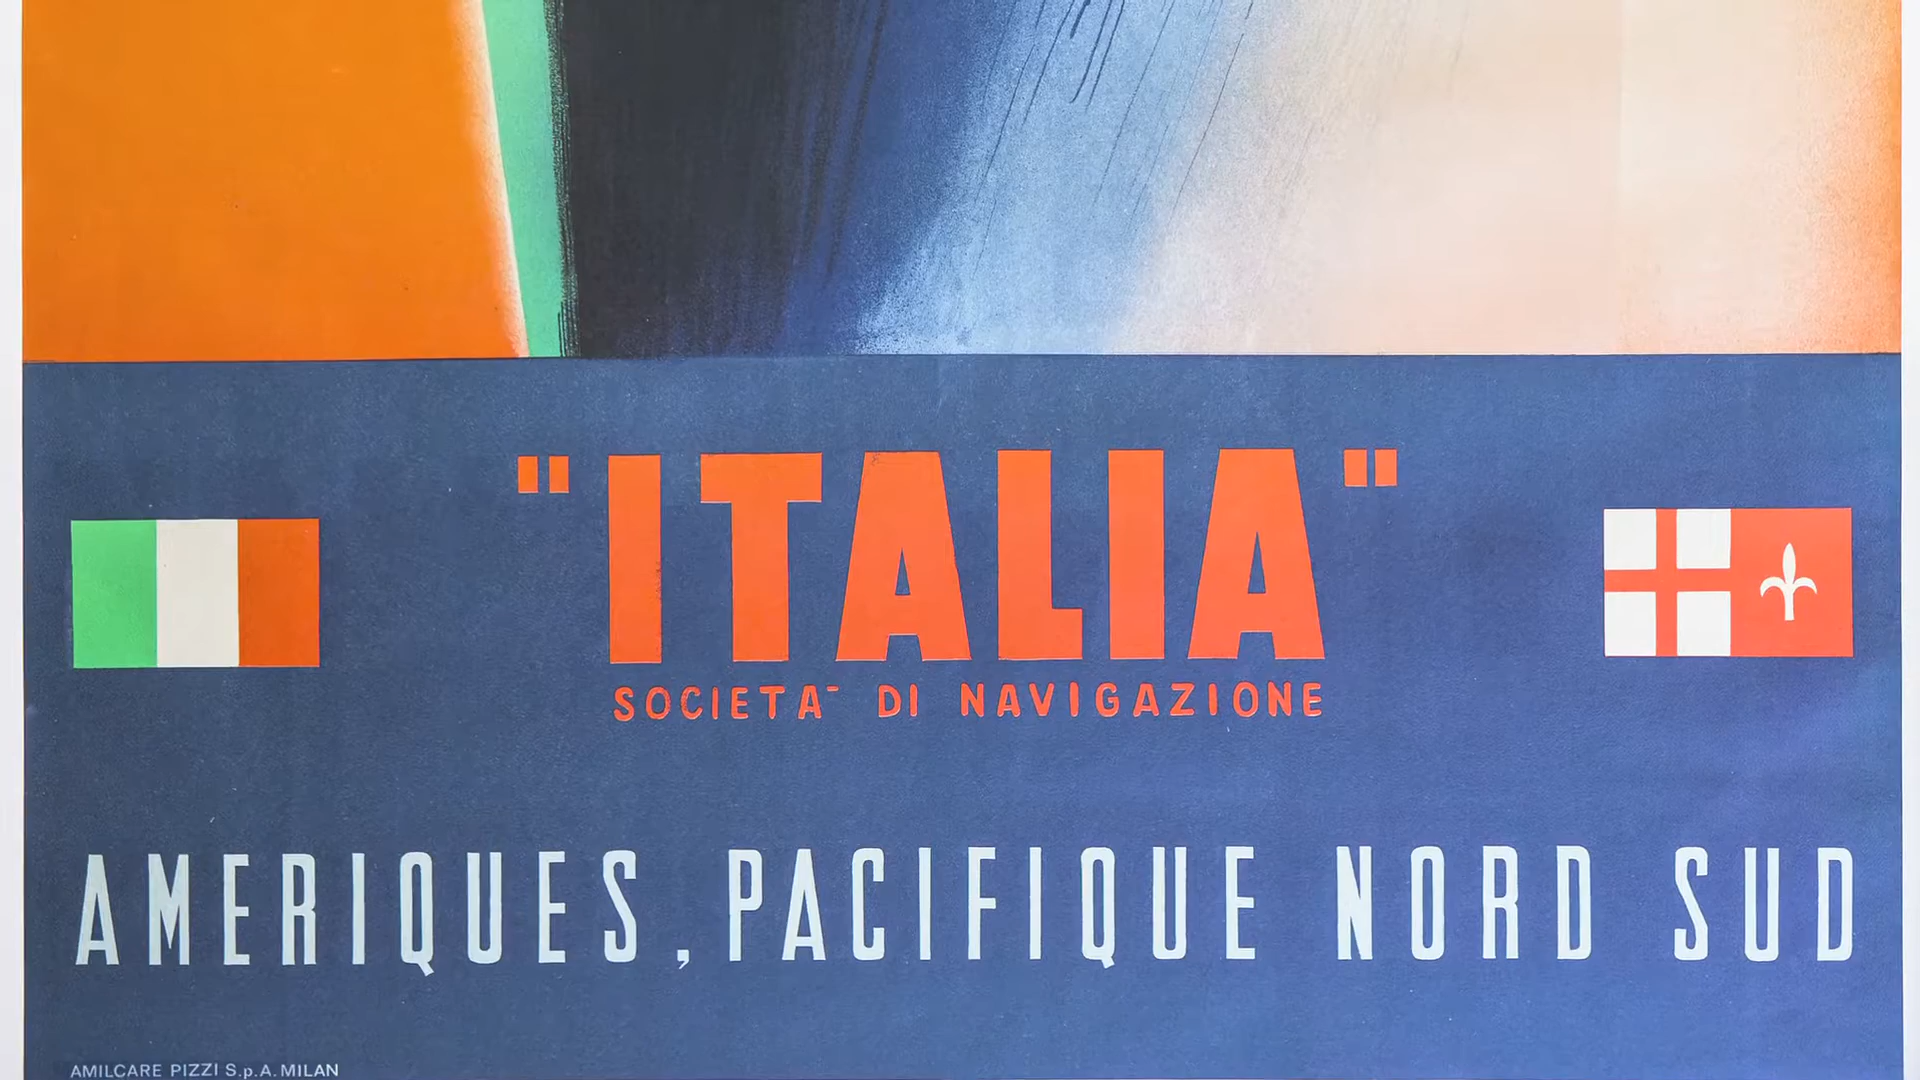 "ITALIA"
SOCIETA- DI NAVIGAZIONE
AMERIQUES, PACIFIQUE NORD SUD
AMILCARE PIZZI S.p.A. MILAN